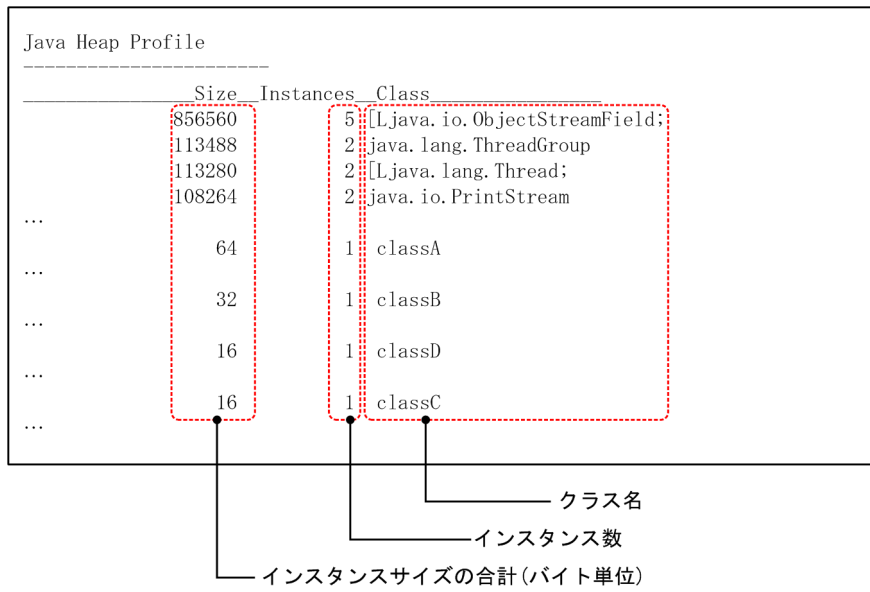 Java Heap Profile
-----------------------
________________Size__Instances__Class________________
856560 5 [Ljava.io.ObjectStreamField;
113488 2 java.lang.ThreadGroup
113280 2 [Ljava.lang.Thread;
108264 2 java.io.PrintStream
...
64 1 classA
...
32 1 classB
...
16 1 classD
...
16 1 classC
...
クラス名
インスタンス数
インスタンスサイズの合計(バイト単位)